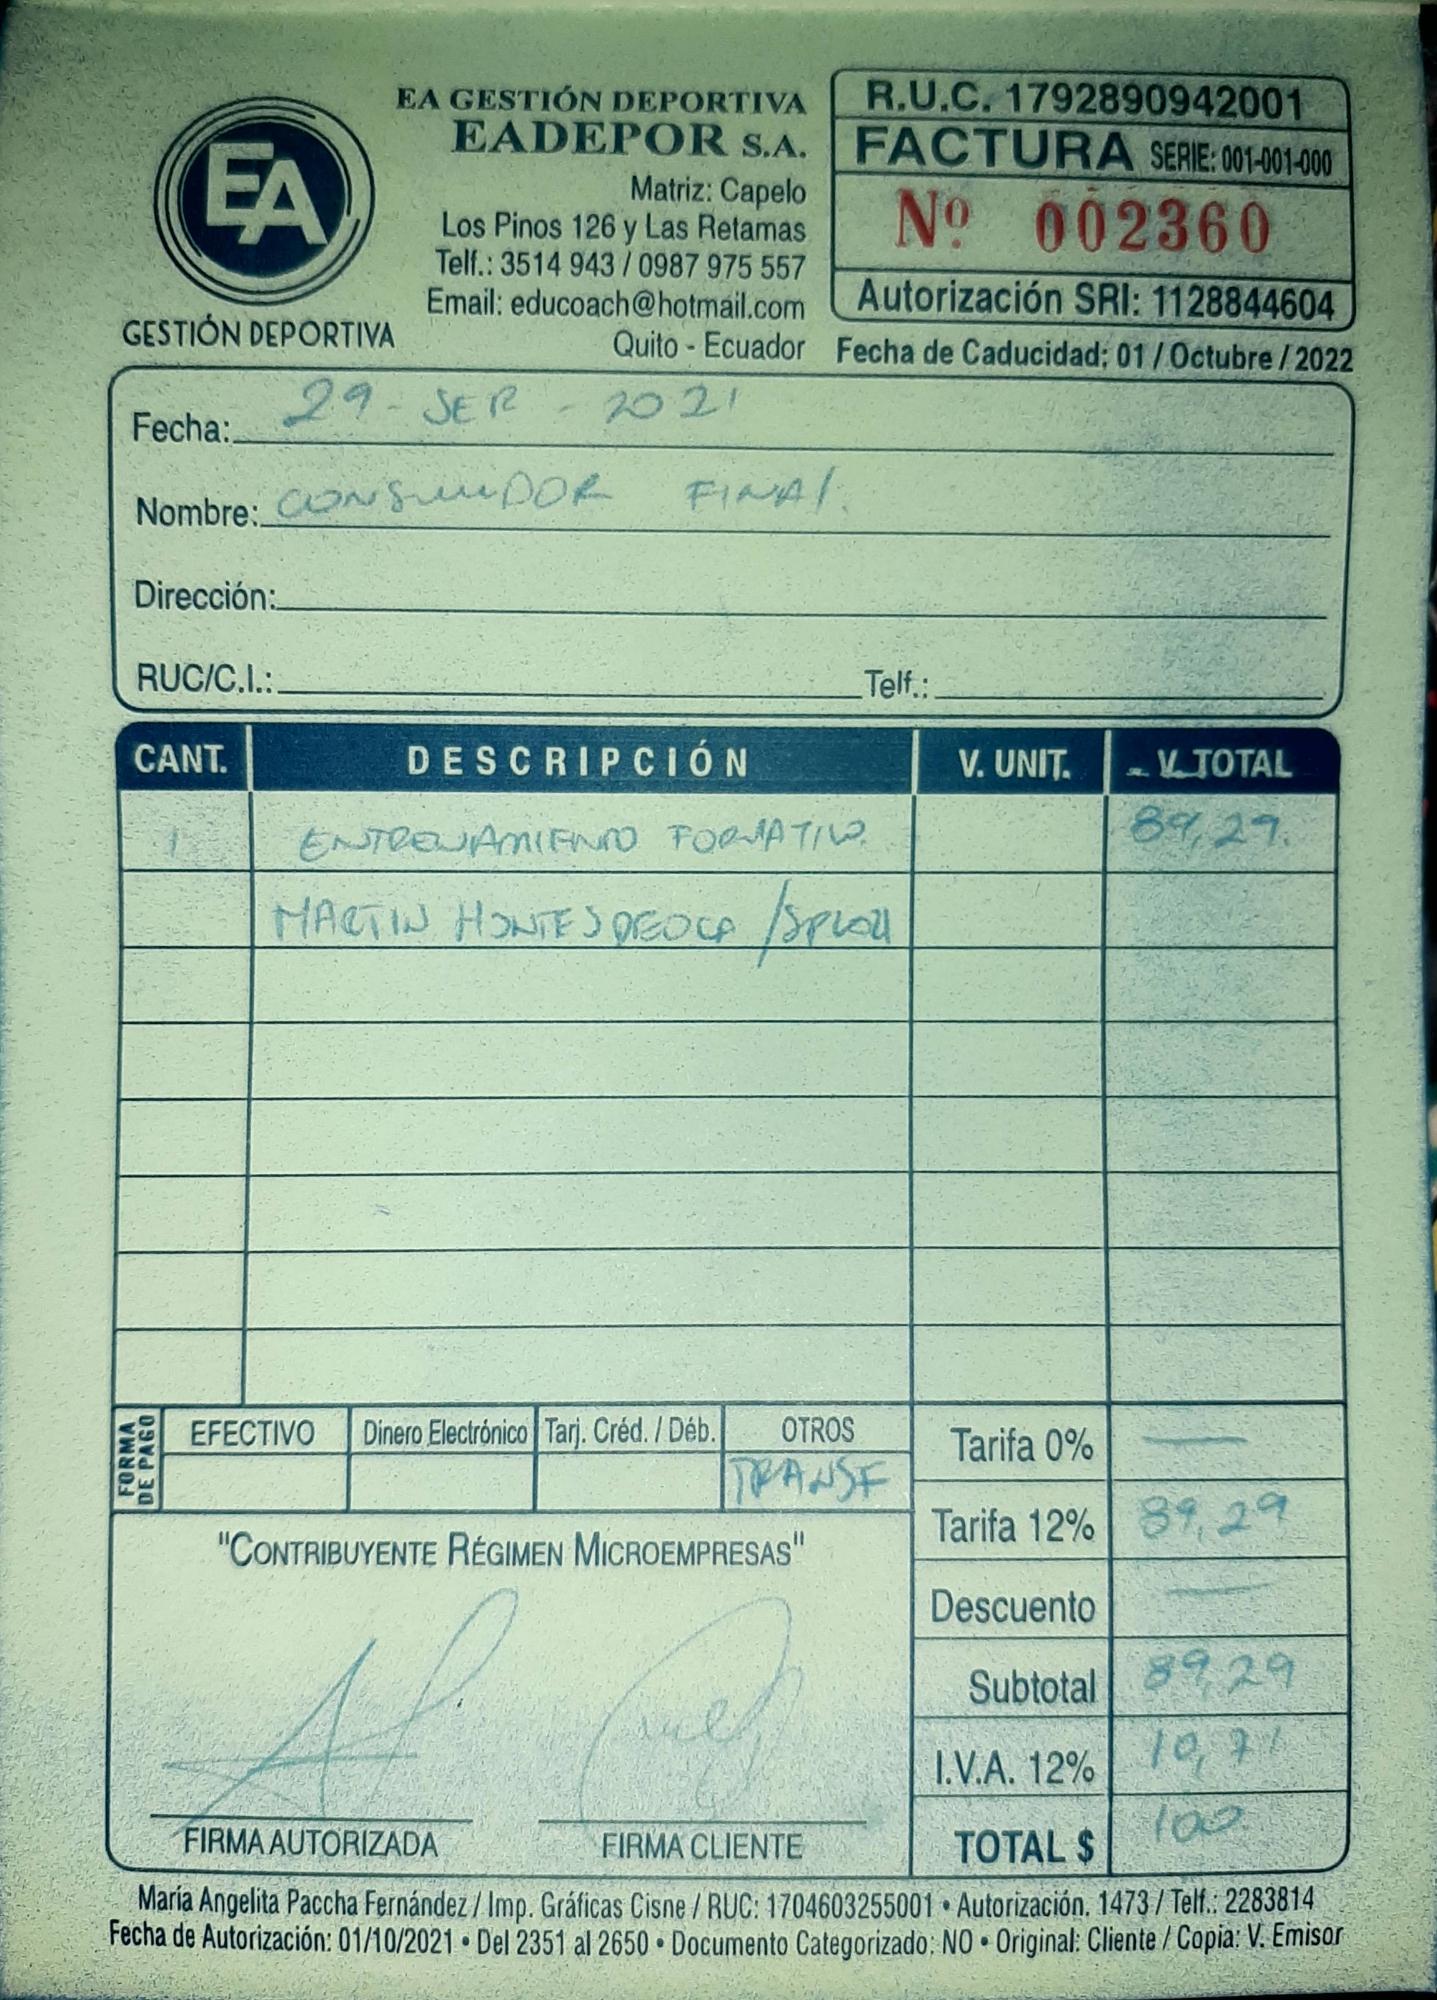 EA
GESTIÓN DEPORTIVA
EA GESTIÓN DEPORTIVA
EADEPOR S.A.
Matriz: Capelo
Los Pinos 126 y Las Retamas
Telf.: 3514 943 / 0987 975 557
Email: educoach@hotmail.com
Quito - Ecuador
R.U.C. 1792890942001
FACTURA SERIE: 001-001-000
Nº 002360
Autorización SRI: 1128844604
Fecha de Caducidad: 01 / Octubre / 2022
Fecha: 29 - SEP - 2021
Nombre: CONSUMIDOR FINAL.
Dirección:
RUC/C.I.: Telf.:
CANT. DESCRIPCIÓN V. UNIT. V. TOTAL
1 ENTRENAMIENTO FORMATIVO 89,29.
MARTIN MONTESDEOCA /
FORMA DE PAGO
EFECTIVO Dinero Electrónico Tarj. Créd. / Déb. OTROS
TRANSF
Tarifa 0% —
Tarifa 12% 89,29
Descuento —
Subtotal 89,29
I.V.A. 12% 10,71
TOTAL $ 100
"CONTRIBUYENTE RÉGIMEN MICROEMPRESAS"
FIRMA AUTORIZADA FIRMA CLIENTE
María Angelita Paccha Fernández / Imp. Gráficas Cisne / RUC: 1704603255001 • Autorización. 1473 / Telf.: 2283814
Fecha de Autorización: 01/10/2021 • Del 2351 al 2650 • Documento Categorizado: NO • Original: Cliente / Copia: V. Emisor